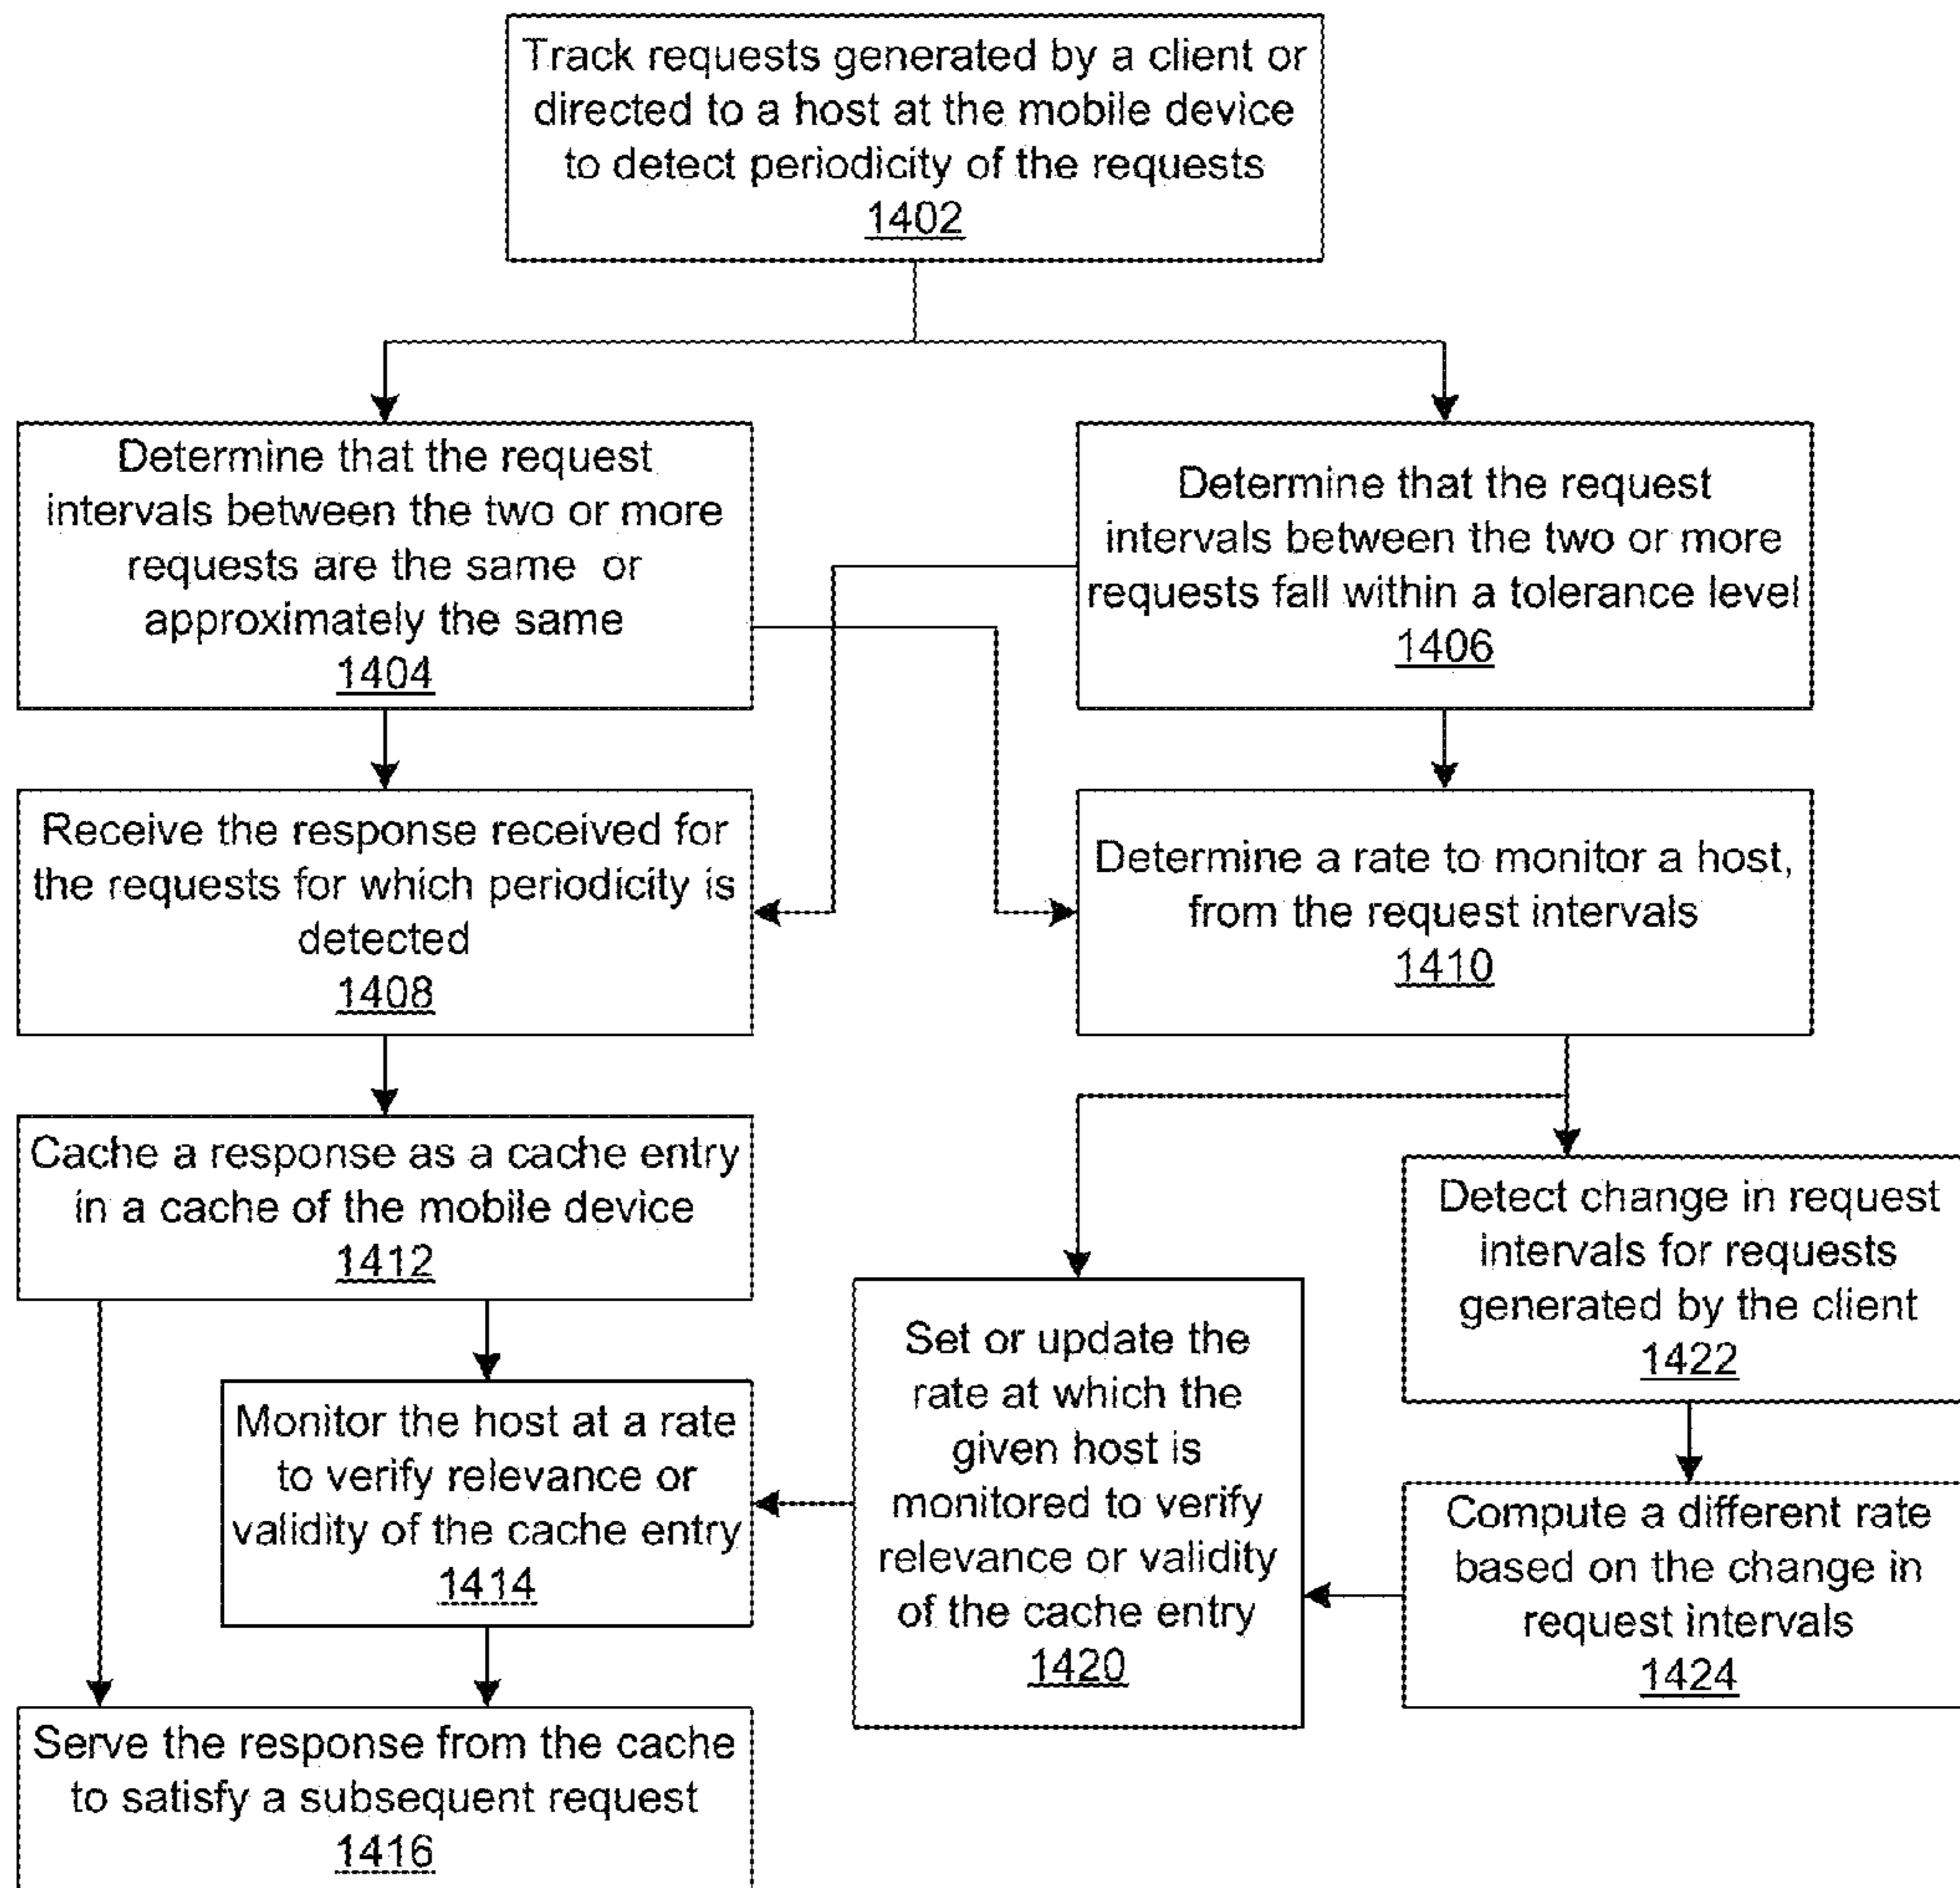 Track requests generated by a client or
directed to a host at the mobile device
to detect periodicity of the requests
1402
Determine that the request
intervals between the two or more
requests are the same or
approximately the same
1404
Determine that the request
intervals between the two or more
requests fall within a tolerance level
1406
Receive the response received for
the requests for which periodicity is
detected
1408
Determine a rate to monitor a host,
from the request intervals
1410
Cache a response as a cache entry
in a cache of the mobile device
1412
Detect change in request
intervals for requests
generated by the client
1422
Set or update the
rate at which the
given host is
monitored to verify
relevance or validity
of the cache entry
1420
Monitor the host at a rate
to verify relevance or
validity of the cache entry
1414
Compute a different rate
based on the change in
request intervals
1424
Serve the response from the cache
to satisfy a subsequent request
1416